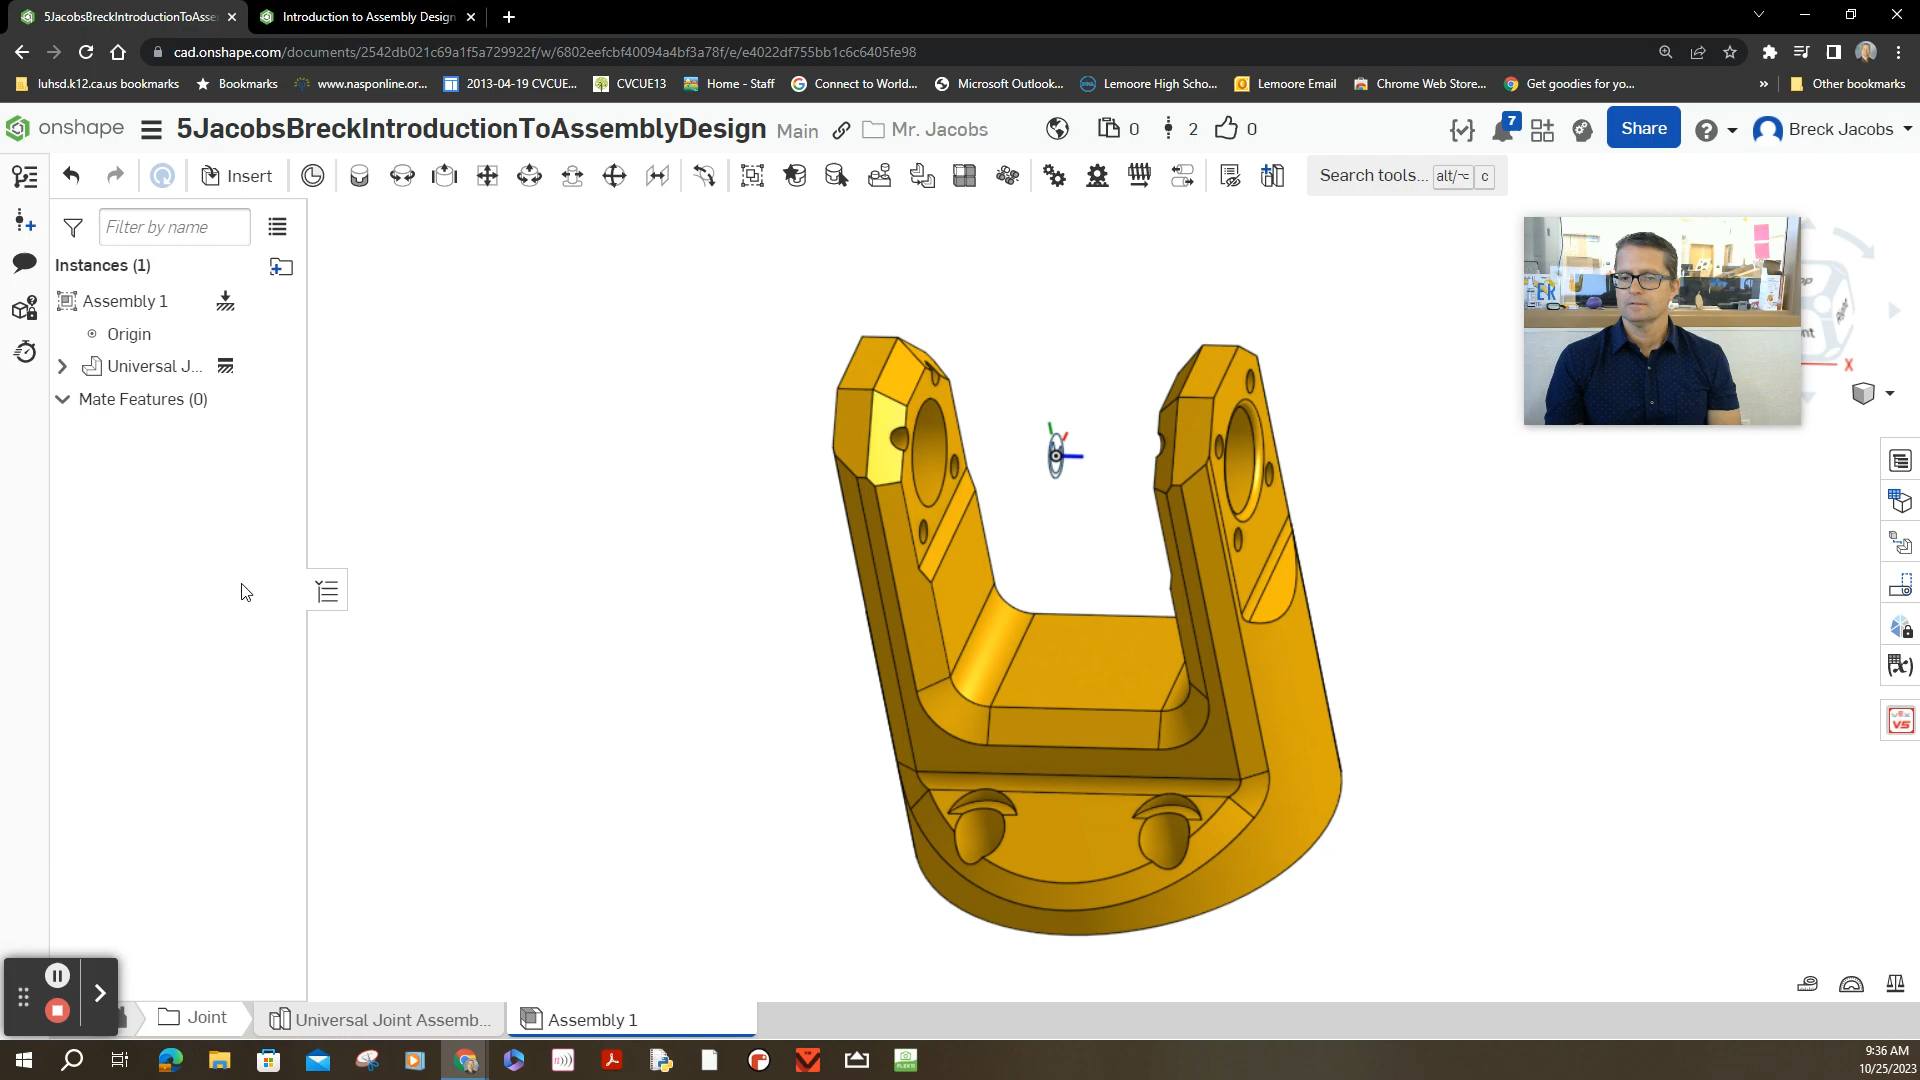 5JacobsBreckIntroductionToAsse
Introduction to Assembly Design
cad.onshape.com/documents/2542db021c69a1f5a729922f/w/6802eefcbf40094a4bf3a78f/e/e4022df755bb1c6c6405fe98
luhsd.k12.ca.us bookmarks
Bookmarks
www.nasponline.or...
2013-04-19 CVCUE...
CVCUE13
Home - Staff
Connect to World...
Microsoft Outlook...
Lemoore High Scho...
Lemoore Email
Chrome Web Store...
Get goodies for yo...
»
Other bookmarks
onshape
5JacobsBreckIntroductionToAssemblyDesign
Main
Mr. Jacobs
0
2
0
7
Share
Breck Jacobs
Insert
Search tools...
alt/⌥
c
Filter by name
Instances (1)
Assembly 1
Origin
Universal J...
Mate Features (0)
X
(x)
VEX
V5
Joint
Universal Joint Assemb...
Assembly 1
9:36 AM
10/25/2023